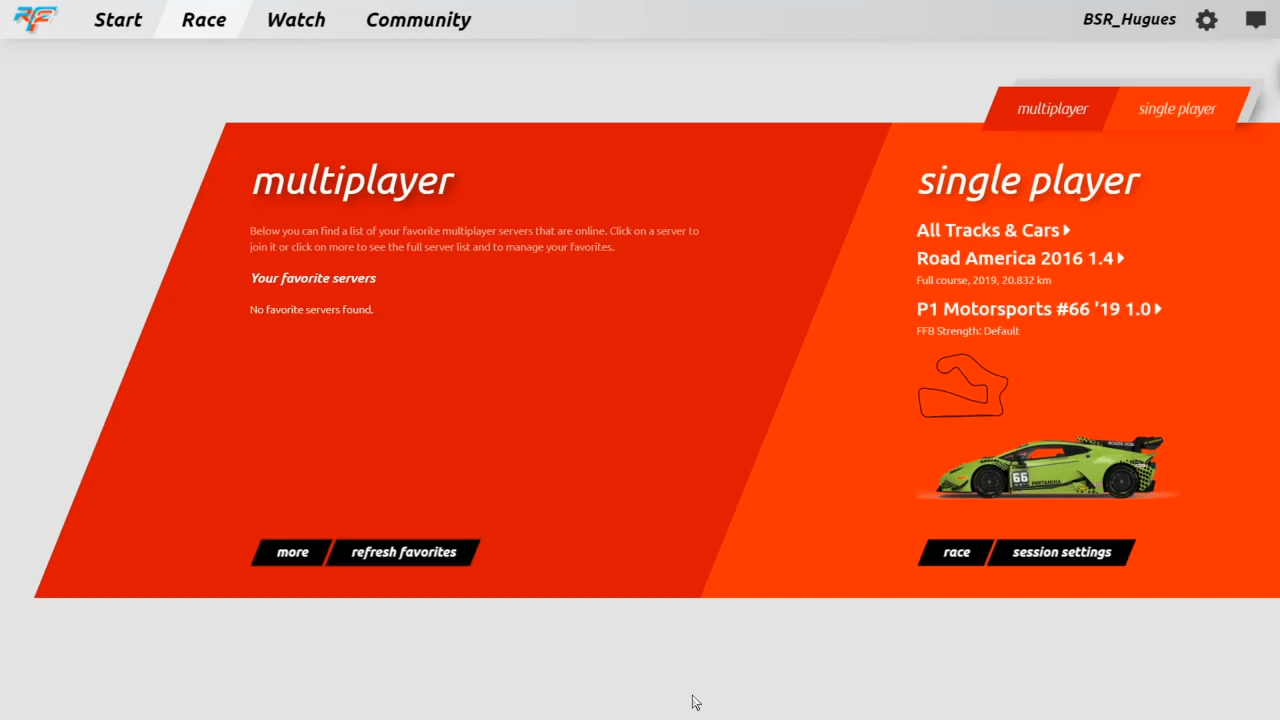 Start
Race
Watch
Community
BSR_Hugues
multiplayer
single player
multiplayer
Below you can find a list of your favorite multiplayer servers that are online. Click on a server to
join it or click on more to see the full server list and to manage your favorites.
Your favorite servers
No favorite servers found.
more
refresh favorites
single player
All Tracks & Cars
Road America 2016 1.4
Full course, 2019, 20.832 km
P1 Motorsports #66 '19 1.0
FFB Strength: Default
66
race
session settings